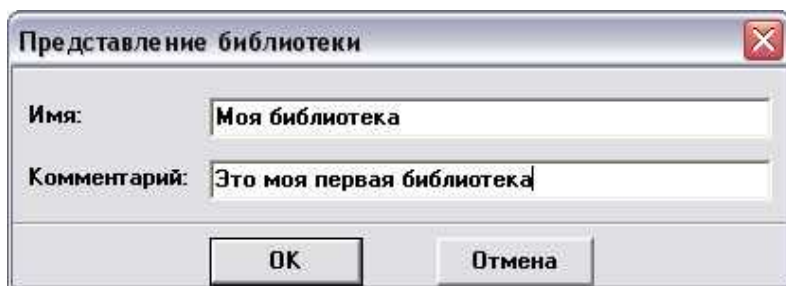 Представление библиотеки
Имя: Моя библиотека
Комментарий: Это моя первая библиотека
OK Отмена